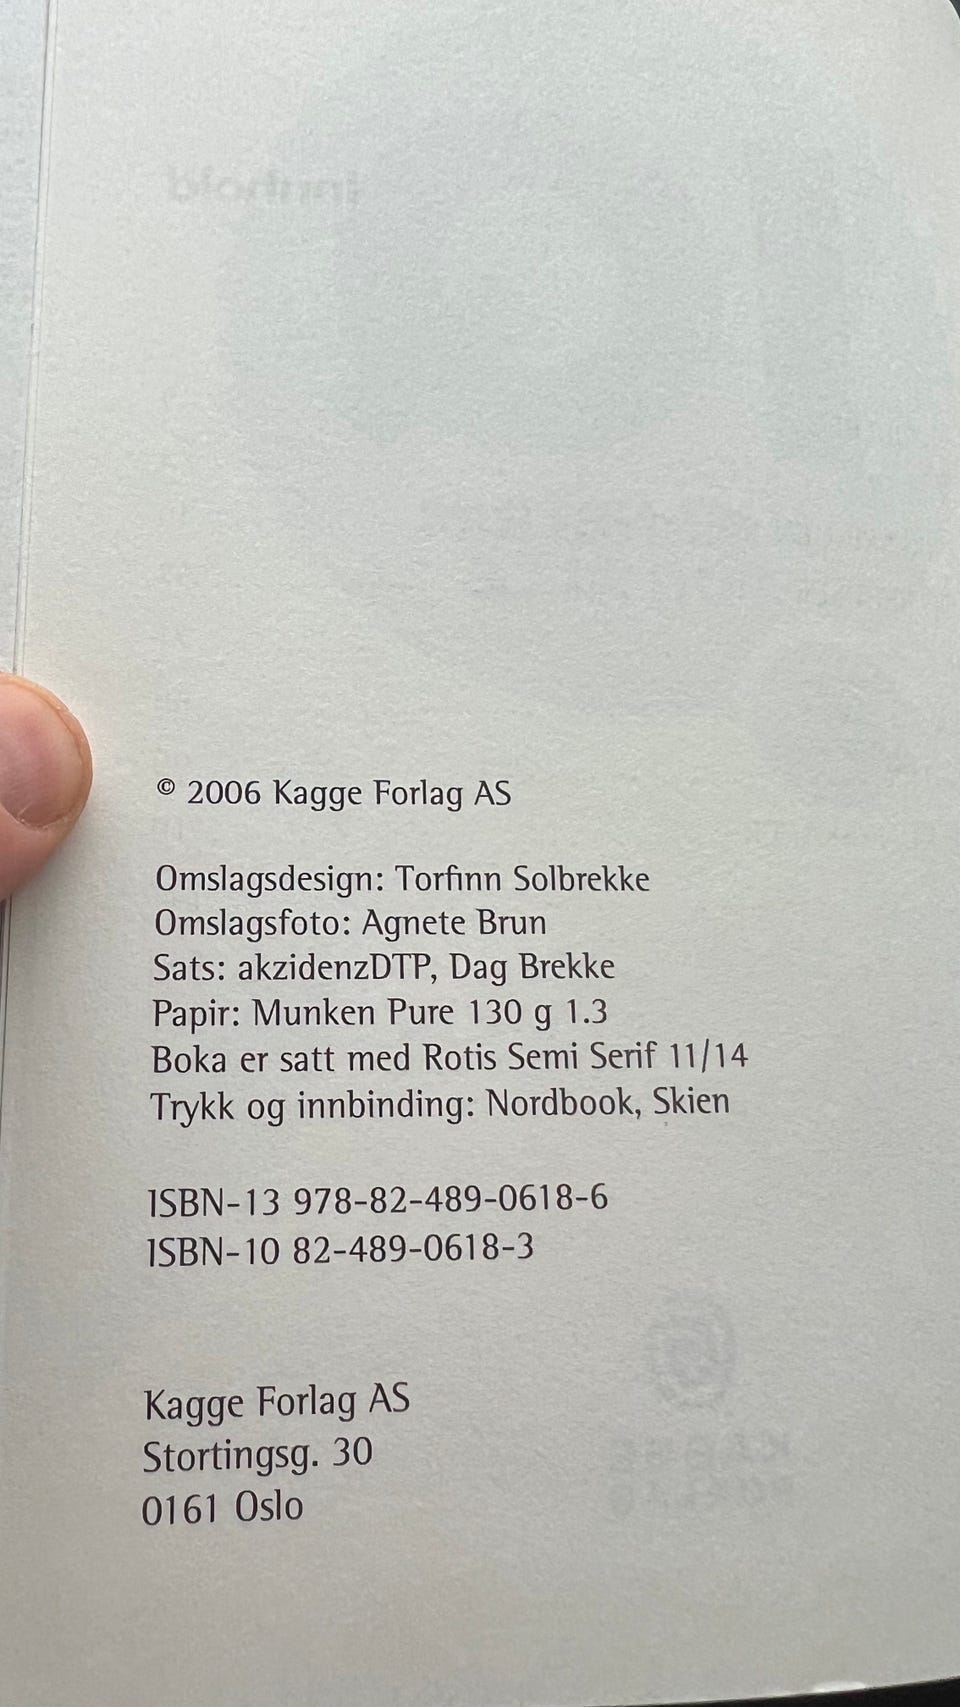 © 2006 Kagge Forlag AS
Omslagsdesign: Torfinn Solbrekke
Omslagsfoto: Agnete Brun
Sats: akzidenzDTP, Dag Brekke
Papir: Munken Pure 130 g 1.3
Boka er satt med Rotis Semi Serif 11/14
Trykk og innbinding: Nordbook, Skien
ISBN-13 978-82-489-0618-6
ISBN-10 82-489-0618-3
Kagge Forlag AS
Stortingsg. 30
0161 Oslo